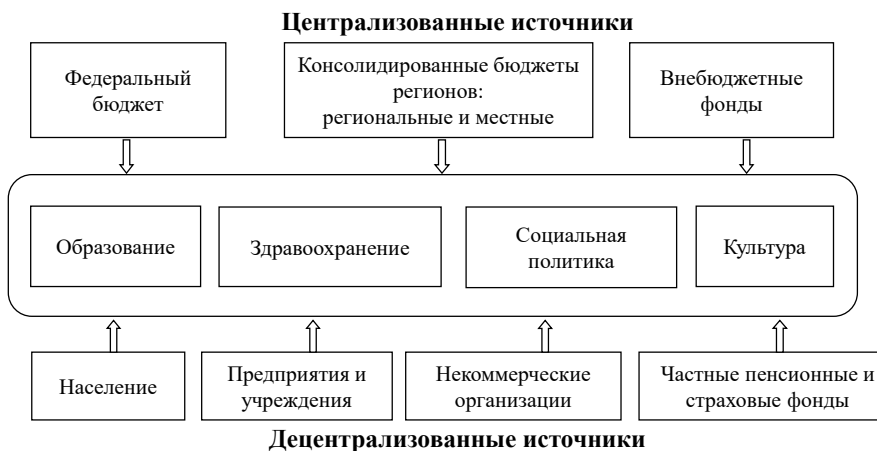 Централизованные источники
Федеральный
бюджет
Консолидированные бюджеты
регионов:
региональные и местные
Внебюджетные
фонды
Образование
Здравоохранение
Социальная
политика
Культура
Население
Предприятия и
учреждения
Некоммерческие
организации
Частные пенсионные и
страховые фонды
Децентрализованные источники